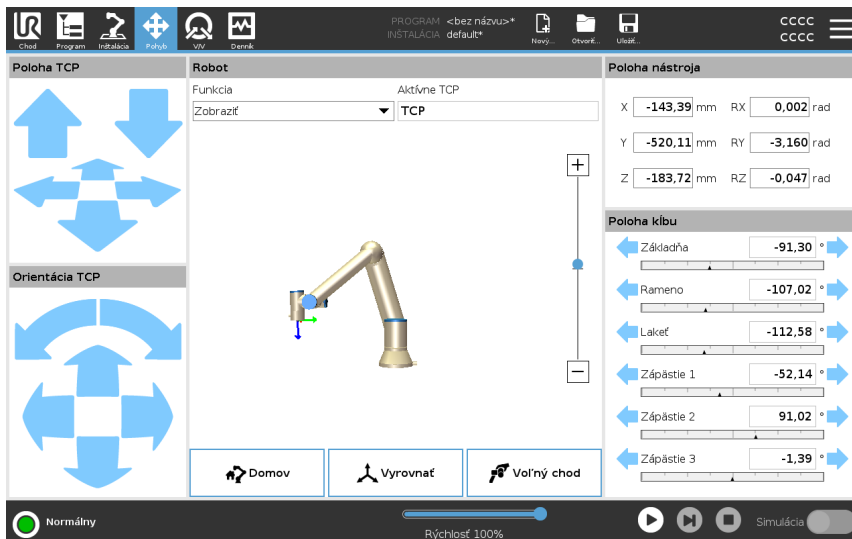 UR
Chod
Program
Inštalácia
Pohyb
V/V
Denník
PROGRAM <bez názvu>*
INŠTALÁCIA default*
Nový...
Otvoriť...
Uložiť...
CCCC
CCCC
Poloha TCP
Orientácia TCP
Robot
Funkcia
Aktívne TCP
Zobraziť
TCP
+
−
Domov
Vyrovnať
Voľný chod
Poloha nástroja
X -143,39 mm RX 0,002 rad
Y -520,11 mm RY -3,160 rad
Z -183,72 mm RZ -0,047 rad
Poloha kĺbu
Základňa -91,30 °
Rameno -107,02 °
Lakeť -112,58 °
Zápästie 1 -52,14 °
Zápästie 2 91,02 °
Zápästie 3 -1,39 °
Normálny
Rýchlosť 100%
Simulácia